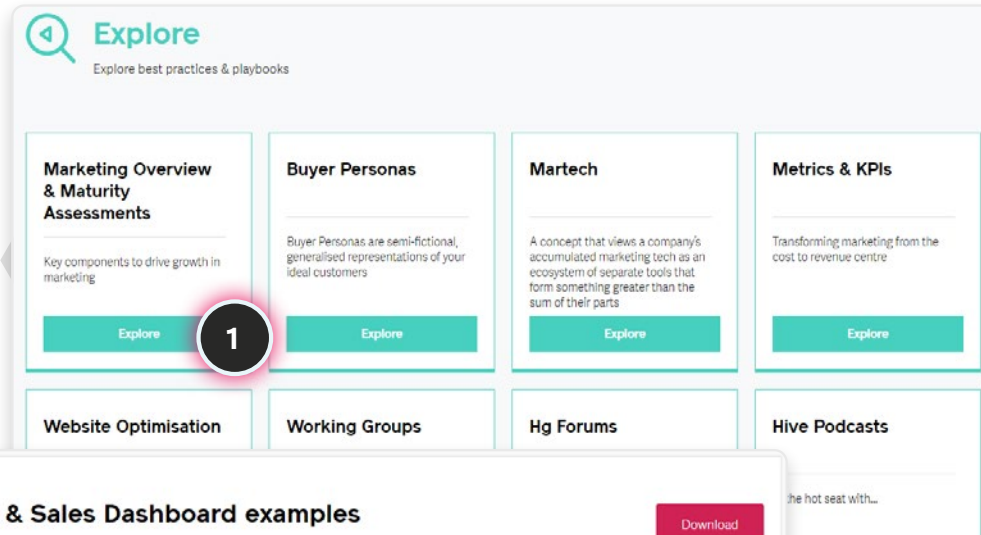 Explore
Explore best practices & playbooks
Marketing Overview
& Maturity
Assessments
Key components to drive growth in
marketing
Explore
1
Buyer Personas
Buyer Personas are semi-fictional,
generalised representations of your
ideal customers
Explore
Martech
A concept that views a company's
accumulated marketing tech as an
ecosystem of separate tools that
form something greater than the
sum of their parts
Explore
Metrics & KPIs
Transforming marketing from the
cost to revenue centre
Explore
Website Optimisation
Working Groups
Hg Forums
Hive Podcasts
the hot seat with...
& Sales Dashboard examples
Download